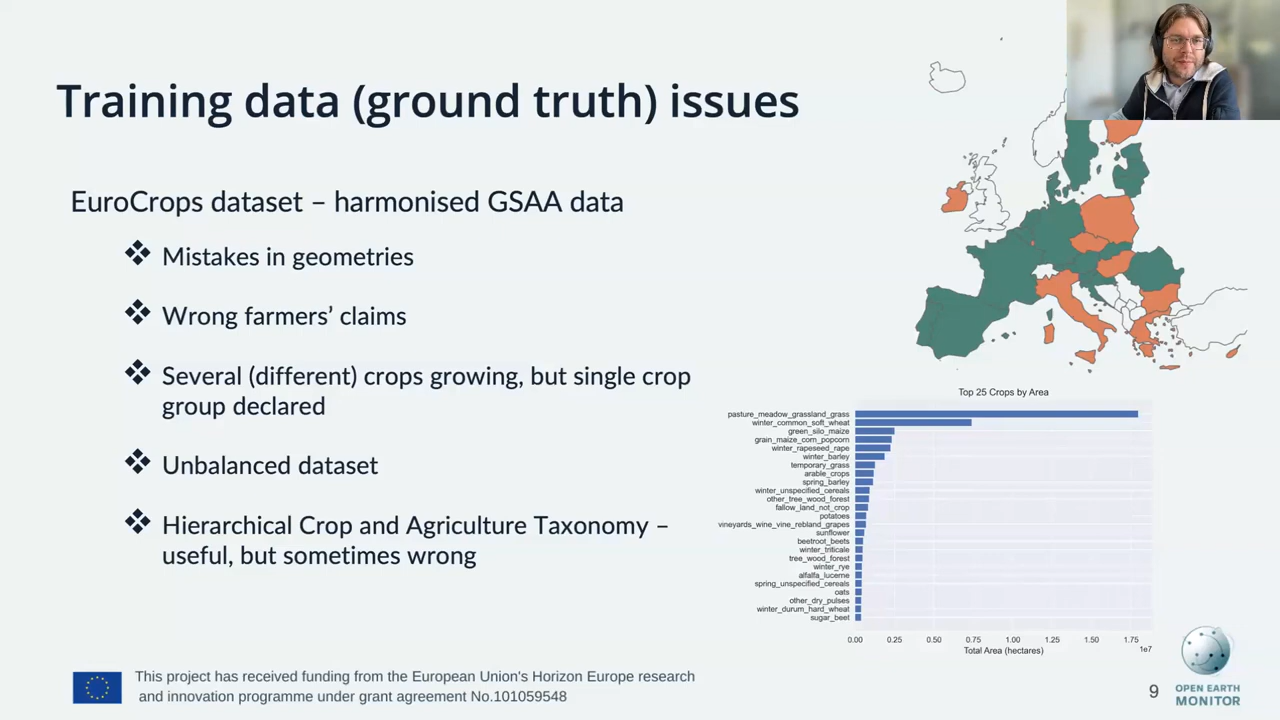 Training data (ground truth) issues
EuroCrops dataset – harmonised GSAA data
❖ Mistakes in geometries
❖ Wrong farmers’ claims
❖ Several (different) crops growing, but single crop
group declared
❖ Unbalanced dataset
❖ Hierarchical Crop and Agriculture Taxonomy –
useful, but sometimes wrong
Top 25 Crops by Area
pasture_meadow_grassland_grass
winter_common_soft_wheat
green_silo_maize
grain_maize_corn_popcorn
winter_rapeseed_rape
winter_barley
temporary_grass
arable_crops
spring_barley
winter_unspecified_cereals
other_tree_wood_forest
fallow_land_not_crop
potatoes
vineyards_wine_vine_rebland_grapes
sunflower
beetroot_beets
winter_triticale
tree_wood_forest
winter_rye
alfalfa_lucerne
spring_unspecified_cereals
oats
other_dry_pulses
winter_durum_hard_wheat
sugar_beet
0.00 0.25 0.50 0.75 1.00 1.25 1.50 1.75
1e7
Total Area (hectares)
This project has received funding from the European Union's Horizon Europe research
and innovation programme under grant agreement No.101059548
9
OPEN EARTH
MONITOR